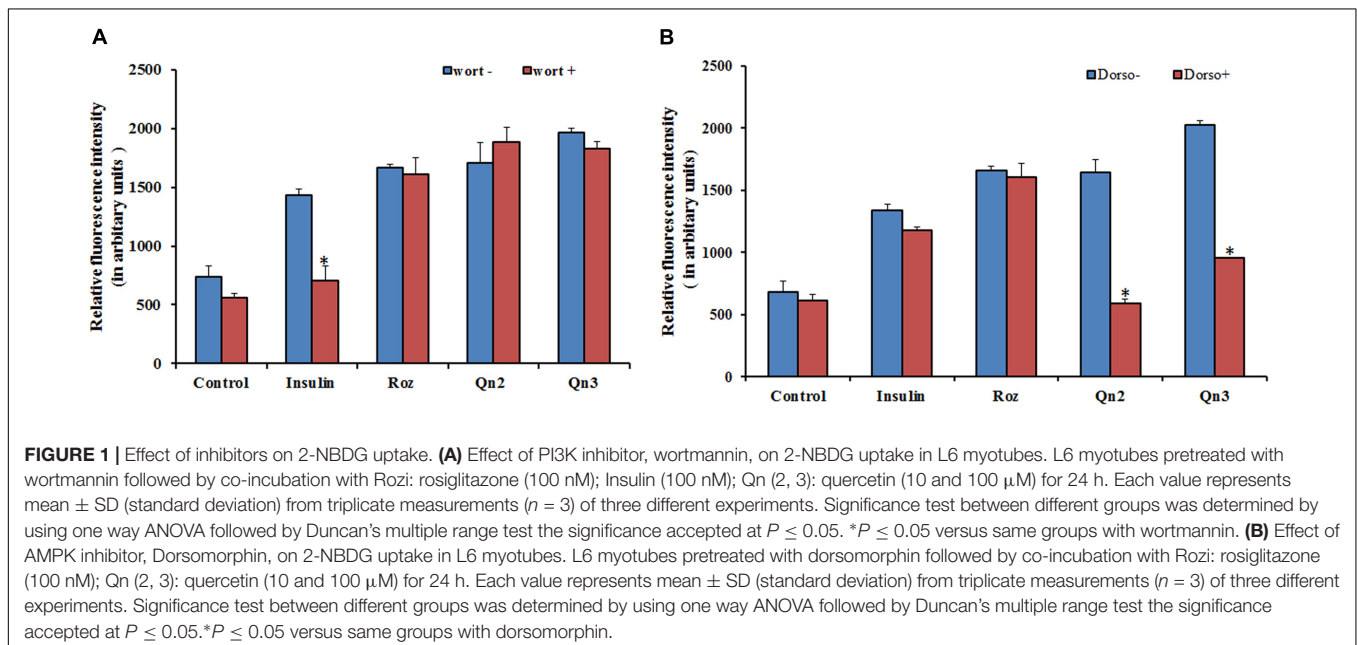 A
B
2500
2000
1500
1000
500
0
Relative fluorescence intensity
(in arbitrary units )
wort -
wort +
*
Control
Insulin
Roz
Qn2
Qn3
2500
2000
1500
1000
500
0
Relative fluorescence intensity
( in arbitrary units)
Dorso-
Dorso+
*
*
Control
Insulin
Roz
Qn2
Qn3
FIGURE 1 | Effect of inhibitors on 2-NBDG uptake. (A) Effect of PI3K inhibitor, wortmannin, on 2-NBDG uptake in L6 myotubes. L6 myotubes pretreated with
wortmannin followed by co-incubation with Rozi: rosiglitazone (100 nM); Insulin (100 nM); Qn (2, 3): quercetin (10 and 100 μM) for 24 h. Each value represents
mean ± SD (standard deviation) from triplicate measurements (n = 3) of three different experiments. Significance test between different groups was determined by
using one way ANOVA followed by Duncan's multiple range test the significance accepted at P ≤ 0.05. *P ≤ 0.05 versus same groups with wortmannin. (B) Effect of
AMPK inhibitor, Dorsomorphin, on 2-NBDG uptake in L6 myotubes. L6 myotubes pretreated with dorsomorphin followed by co-incubation with Rozi: rosiglitazone
(100 nM); Qn (2, 3): quercetin (10 and 100 μM) for 24 h. Each value represents mean ± SD (standard deviation) from triplicate measurements (n = 3) of three different
experiments. Significance test between different groups was determined by using one way ANOVA followed by Duncan's multiple range test the significance
accepted at P ≤ 0.05.*P ≤ 0.05 versus same groups with dorsomorphin.